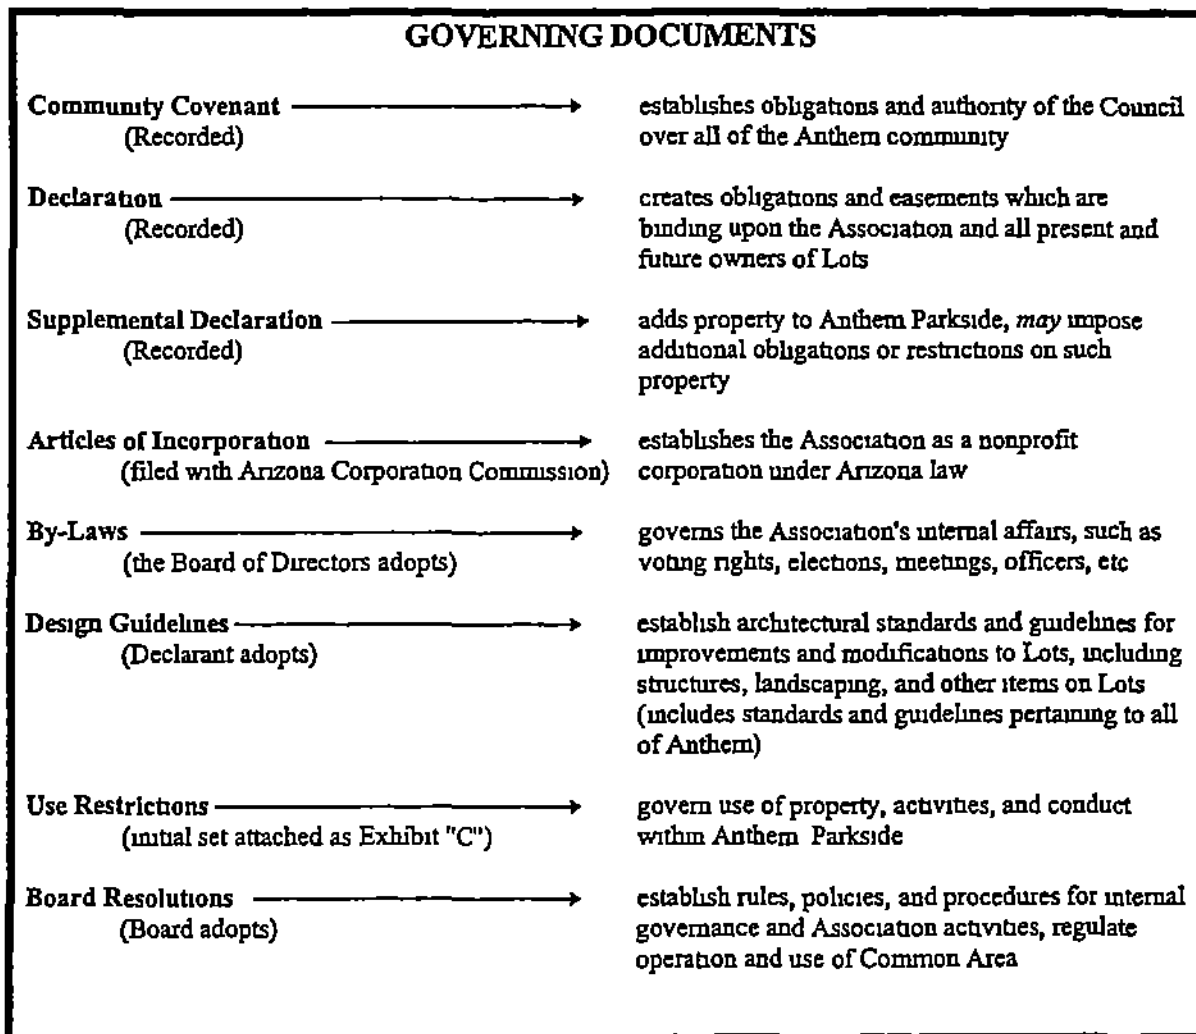 GOVERNING DOCUMENTS
Community Covenant
(Recorded)
establishes obligations and authority of the Council
over all of the Anthem community
Declaration
(Recorded)
creates obligations and easements which are
binding upon the Association and all present and
future owners of Lots
Supplemental Declaration
(Recorded)
adds property to Anthem Parkside, may impose
additional obligations or restrictions on such
property
Articles of Incorporation
(filed with Arizona Corporation Commission)
establishes the Association as a nonprofit
corporation under Arizona law
By-Laws
(the Board of Directors adopts)
governs the Association's internal affairs, such as
voting rights, elections, meetings, officers, etc
Design Guidelines
(Declarant adopts)
establish architectural standards and guidelines for
improvements and modifications to Lots, including
structures, landscaping, and other items on Lots
(includes standards and guidelines pertaining to all
of Anthem)
Use Restrictions
(initial set attached as Exhibit "C")
govern use of property, activities, and conduct
within Anthem Parkside
Board Resolutions
(Board adopts)
establish rules, policies, and procedures for internal
governance and Association activities, regulate
operation and use of Common Area